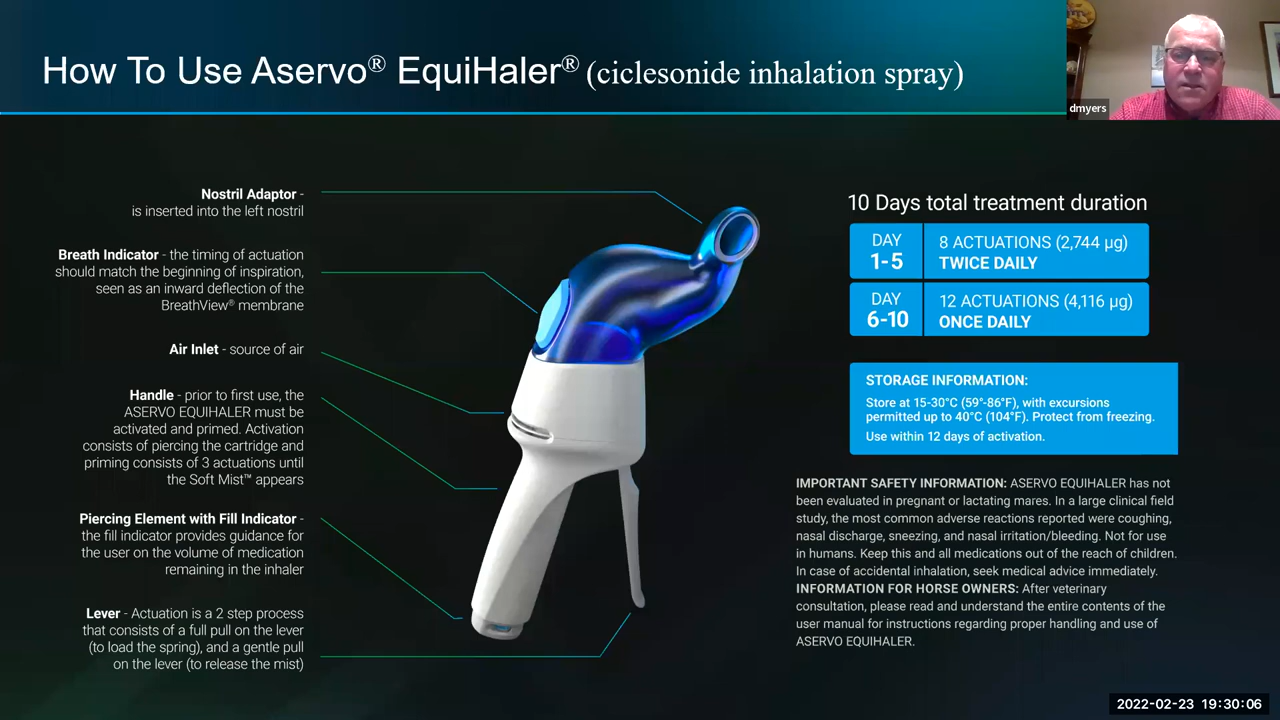 How To Use Aservo® EquiHaler® (ciclesonide inhalation spray)
dmyers
Nostril Adaptor -
is inserted into the left nostril
Breath Indicator - the timing of actuation
should match the beginning of inspiration,
seen as an inward deflection of the
BreathView® membrane
Air Inlet - source of air
Handle - prior to first use, the
ASERVO EQUIHALER must be
activated and primed. Activation
consists of piercing the cartridge and
priming consists of 3 actuations until
the Soft Mist™ appears
Piercing Element with Fill Indicator -
the fill indicator provides guidance for
the user on the volume of medication
remaining in the inhaler
Lever - Actuation is a 2 step process
that consists of a full pull on the lever
(to load the spring), and a gentle pull
on the lever (to release the mist)
10 Days total treatment duration
DAY
1-5
8 ACTUATIONS (2,744 µg)
TWICE DAILY
DAY
6-10
12 ACTUATIONS (4,116 µg)
ONCE DAILY
STORAGE INFORMATION:
Store at 15-30°C (59°-86°F), with excursions
permitted up to 40°C (104°F). Protect from freezing.
Use within 12 days of activation.
IMPORTANT SAFETY INFORMATION: ASERVO EQUIHALER has not
been evaluated in pregnant or lactating mares. In a large clinical field
study, the most common adverse reactions reported were coughing,
nasal discharge, sneezing, and nasal irritation/bleeding. Not for use
in humans. Keep this and all medications out of the reach of children.
In case of accidental inhalation, seek medical advice immediately.
INFORMATION FOR HORSE OWNERS: After veterinary
consultation, please read and understand the entire contents of the
user manual for instructions regarding proper handling and use of
ASERVO EQUIHALER.
2022-02-23 19:30:06